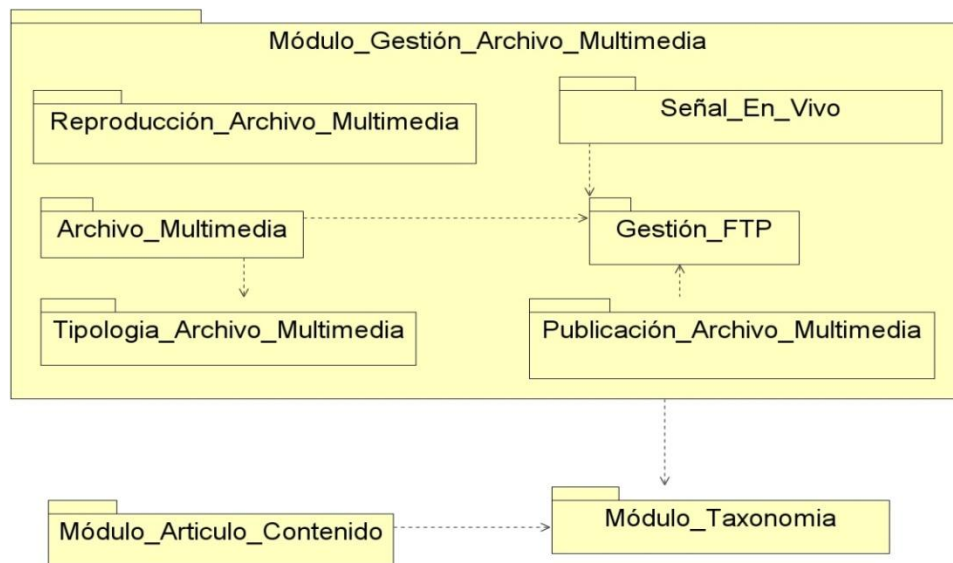 Módulo_Gestión_Archivo_Multimedia
Reproducción_Archivo_Multimedia
Señal_En_Vivo
Archivo_Multimedia
Gestión_FTP
Tipologia_Archivo_Multimedia
Publicación_Archivo_Multimedia
Módulo_Articulo_Contenido
Módulo_Taxonomia